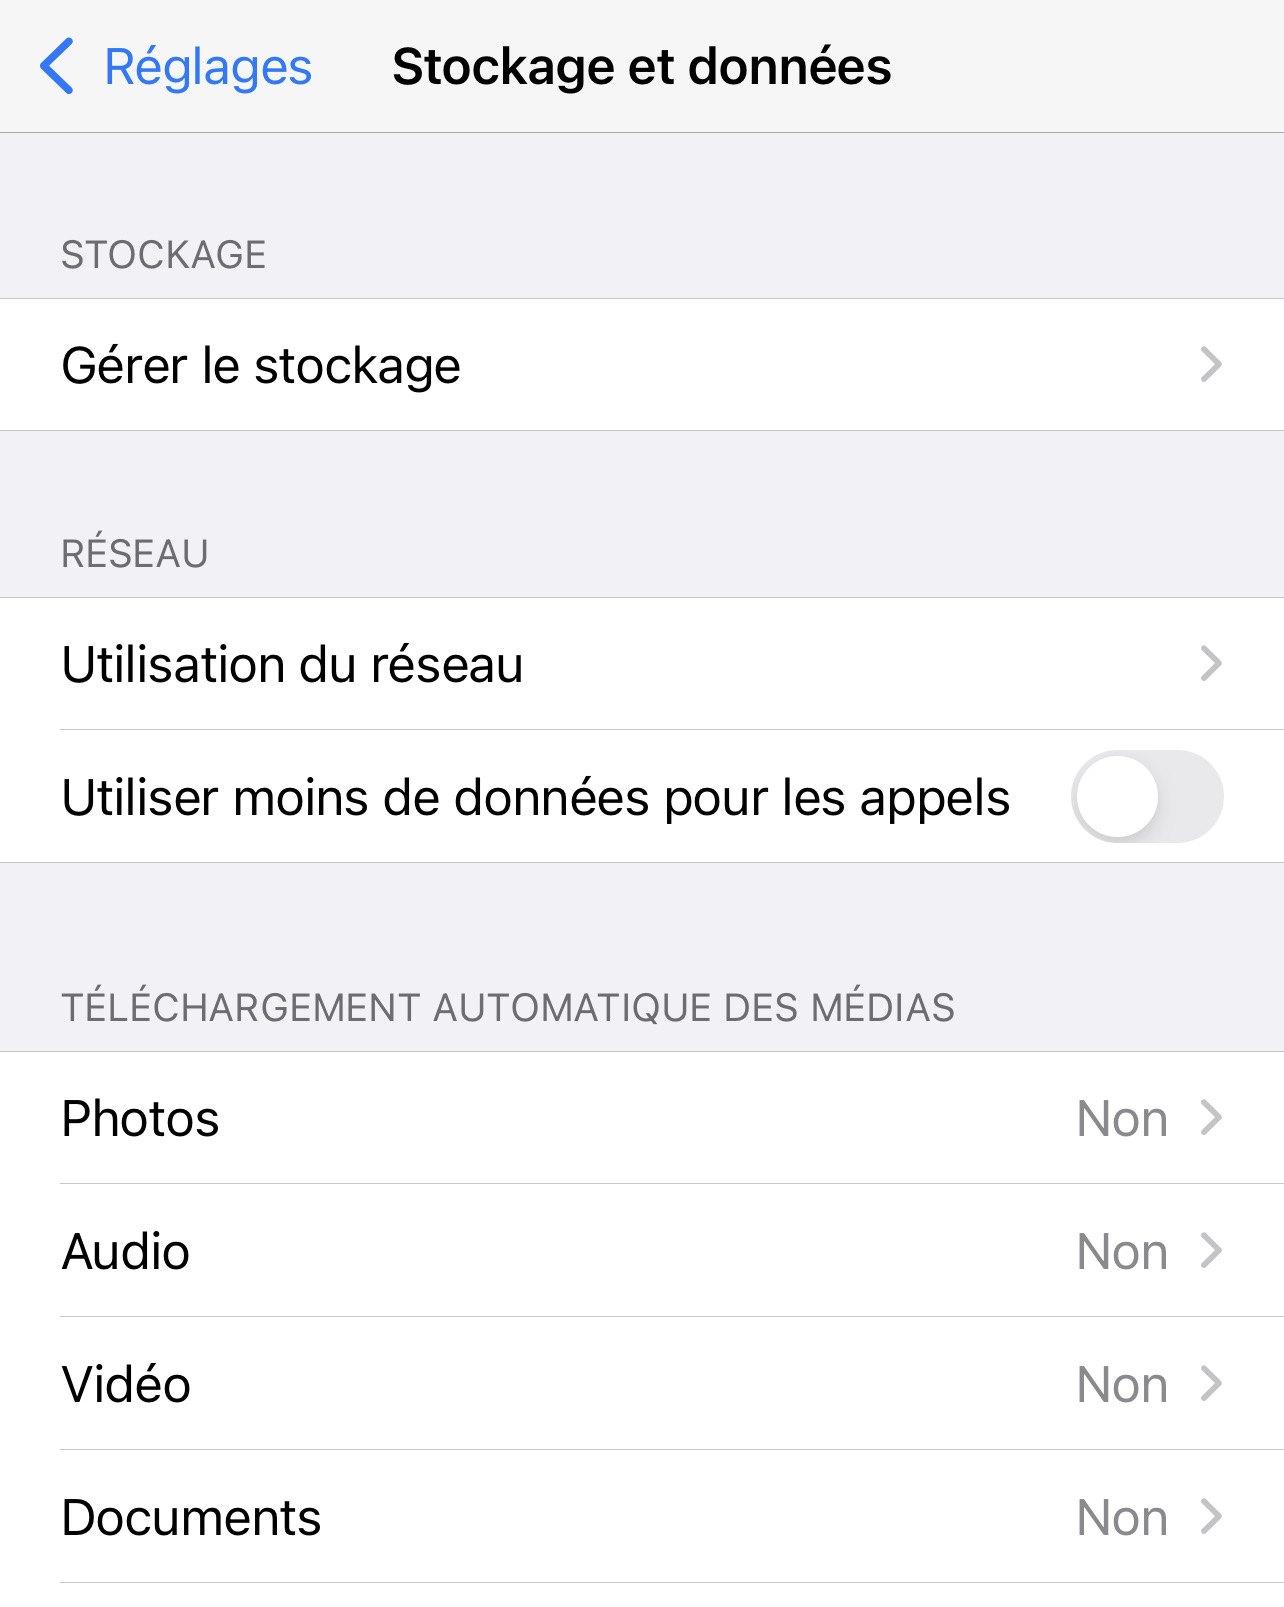 Réglages
Stockage et données
STOCKAGE
Gérer le stockage
RÉSEAU
Utilisation du réseau
Utiliser moins de données pour les appels
TÉLÉCHARGEMENT AUTOMATIQUE DES MÉDIAS
Photos Non
Audio Non
Vidéo Non
Documents Non